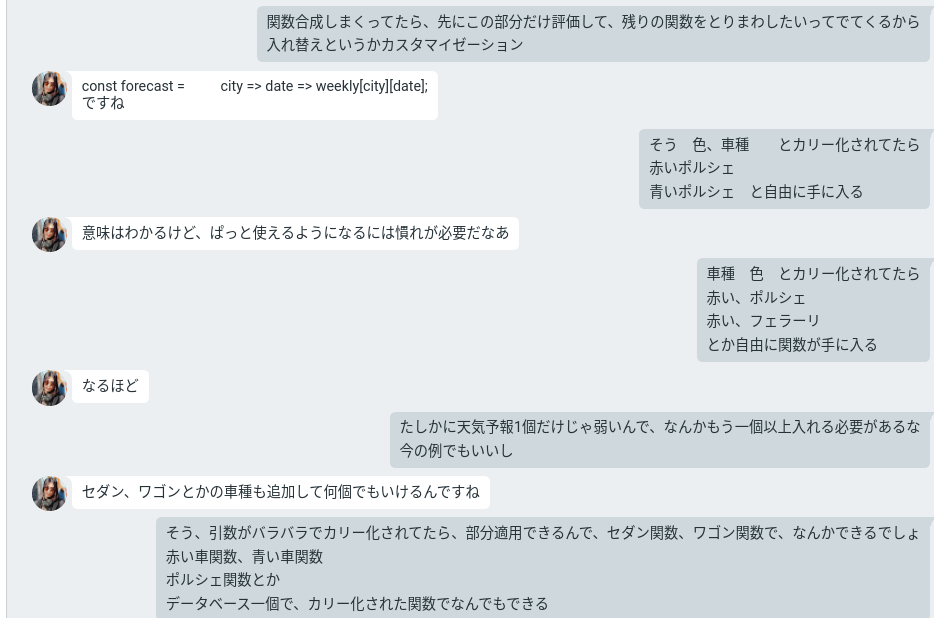 関数合成しまくってたら、先にこの部分だけ評価して、残りの関数をとりまわしたいってでてくるから
入れ替えというかカスタマイゼーション
const forecast =　　　city => date => weekly[city][date];
ですね
そう　色、車種　　とカリー化されてたら
赤いポルシェ
青いポルシェ　と自由に手に入る
意味はわかるけど、ぱっと使えるようになるには慣れが必要だなあ
車種　色　とカリー化されてたら
赤い、ポルシェ
赤い、フェラーリ
とか自由に関数が手に入る
なるほど
たしかに天気予報1個だけじゃ弱いんで、なんかもう一個以上入れる必要があるな
今の例でもいいし
セダン、ワゴンとかの車種も追加して何個でもいけるんですね
そう、引数がバラバラでカリー化されてたら、部分適用できるんで、セダン関数、ワゴン関数で、なんかできるでしょ
赤い車関数、青い車関数
ポルシェ関数とか
データベース一個で、カリー化された関数でなんでもできる